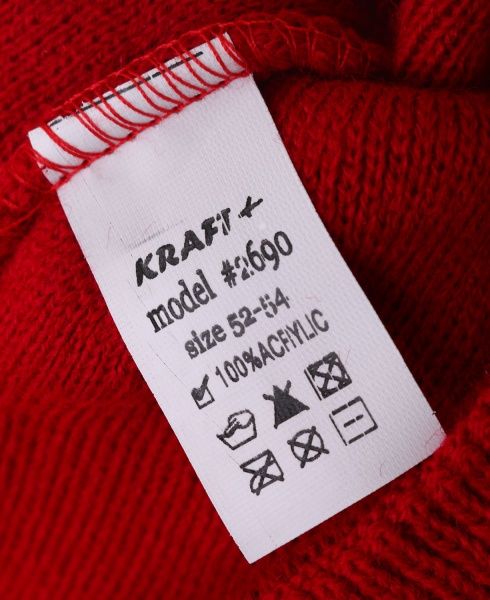 KRAFT+
model #2690
size 52-54
100%ACRYLIC